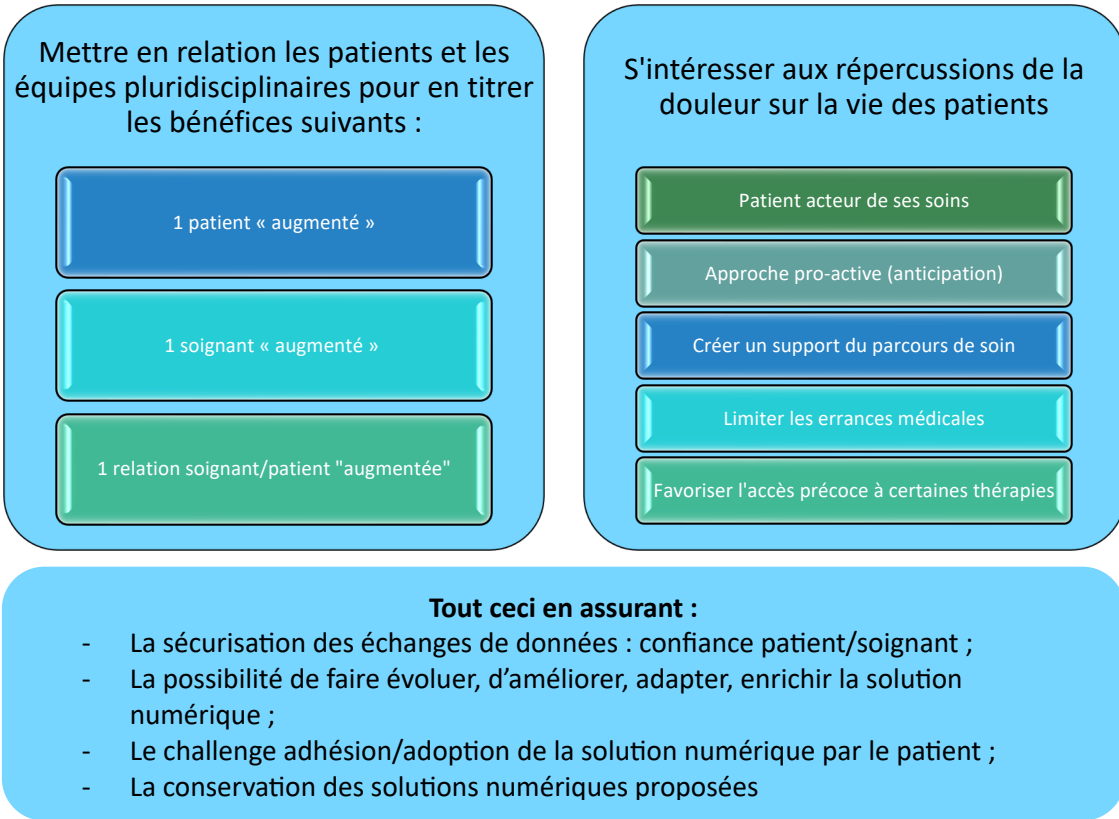 Mettre en relation les patients et les
équipes pluridisciplinaires pour en titrer
les bénéfices suivants :
1 patient « augmenté »
1 soignant « augmenté »
1 relation soignant/patient "augmentée"
S'intéresser aux répercussions de la
douleur sur la vie des patients
Patient acteur de ses soins
Approche pro-active (anticipation)
Créer un support du parcours de soin
Limiter les errances médicales
Favoriser l'accès précoce à certaines thérapies
Tout ceci en assurant :
- La sécurisation des échanges de données : confiance patient/soignant ;
- La possibilité de faire évoluer, d’améliorer, adapter, enrichir la solution
numérique ;
- Le challenge adhésion/adoption de la solution numérique par le patient ;
- La conservation des solutions numériques proposées